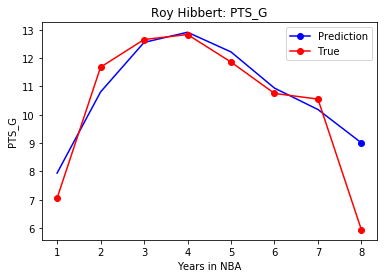 Roy Hibbert: PTS_G
Prediction
True
PTS_G
13
12
11
10
9
8
7
6
1 2 3 4 5 6 7 8
Years in NBA